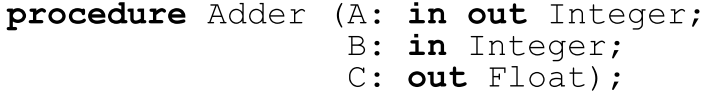 procedure Adder (A: in out Integer;
                 B: in Integer;
                 C: out Float);